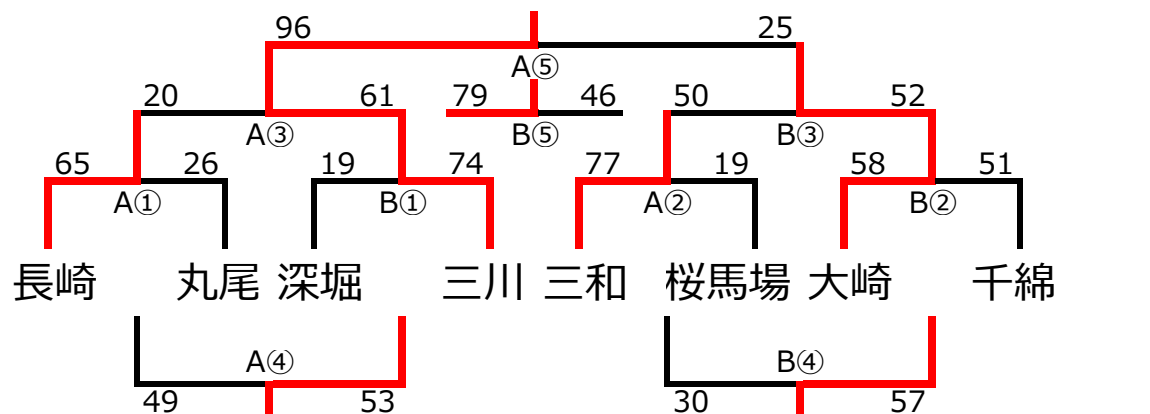 96 25
A⑤
20 61 79 46 50 52
A③ B⑤ B③
65 26 19 74 77 19 58 51
A① B① A② B②
長崎 丸尾 深堀 三川 三和 桜馬場 大崎 千綿
A④ B④
49 53 30 57